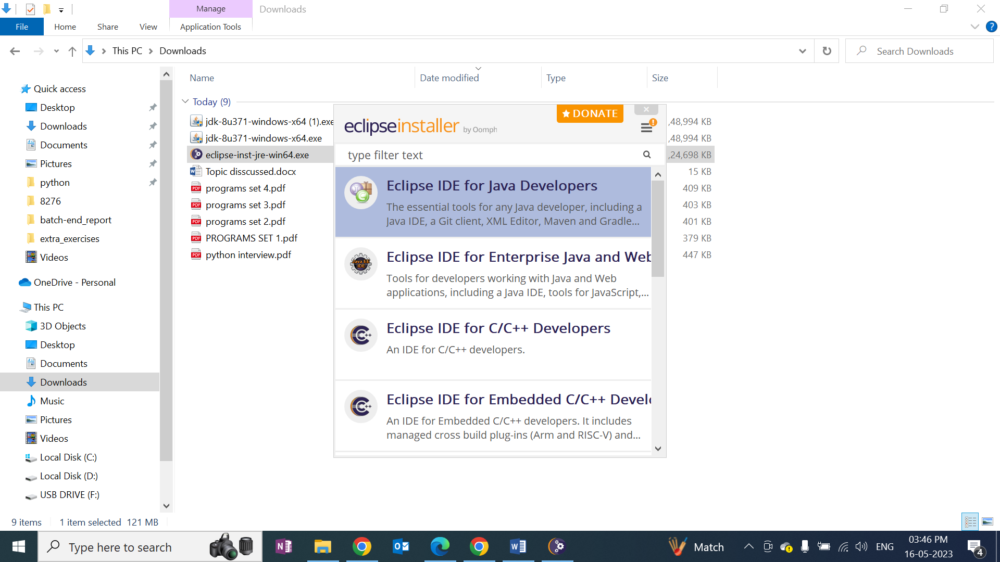 Manage
Downloads
File
Home
Share
View
Application Tools
This PC
Downloads
Search Downloads
Name
Date modified
Type
Size
Quick access
Desktop
Downloads
Documents
Pictures
python
8276
batch-end_report
extra_exercises
Videos
OneDrive - Personal
This PC
3D Objects
Desktop
Documents
Downloads
Music
Pictures
Videos
Local Disk (C:)
Local Disk (D:)
USB DRIVE (F:)
Today (9)
jdk-8u371-windows-x64 (1).exe
,48,994 KB
jdk-8u371-windows-x64.exe
,48,994 KB
eclipse-inst-jre-win64.exe
,24,698 KB
Topic disscussed.docx
15 KB
programs set 4.pdf
409 KB
programs set 3.pdf
403 KB
programs set 2.pdf
401 KB
PROGRAMS SET 1.pdf
379 KB
python interview.pdf
447 KB
DONATE
eclipseinstaller by Oomph
type filter text
Eclipse IDE for Java Developers
The essential tools for any Java developer, including a
Java IDE, a Git client, XML Editor, Maven and Gradle...
Eclipse IDE for Enterprise Java and Web
Java EE
IDE
Tools for developers working with Java and Web
applications, including a Java IDE, tools for JavaScript,...
Eclipse IDE for C/C++ Developers
An IDE for C/C++ developers.
Eclipse IDE for Embedded C/C++ Devel
An IDE for Embedded C/C++ developers. It includes
managed cross build plug-ins (Arm and RISC-V) and...
9 items
1 item selected 121 MB
Type here to search
Match
ENG
03:46 PM
16-05-2023
4